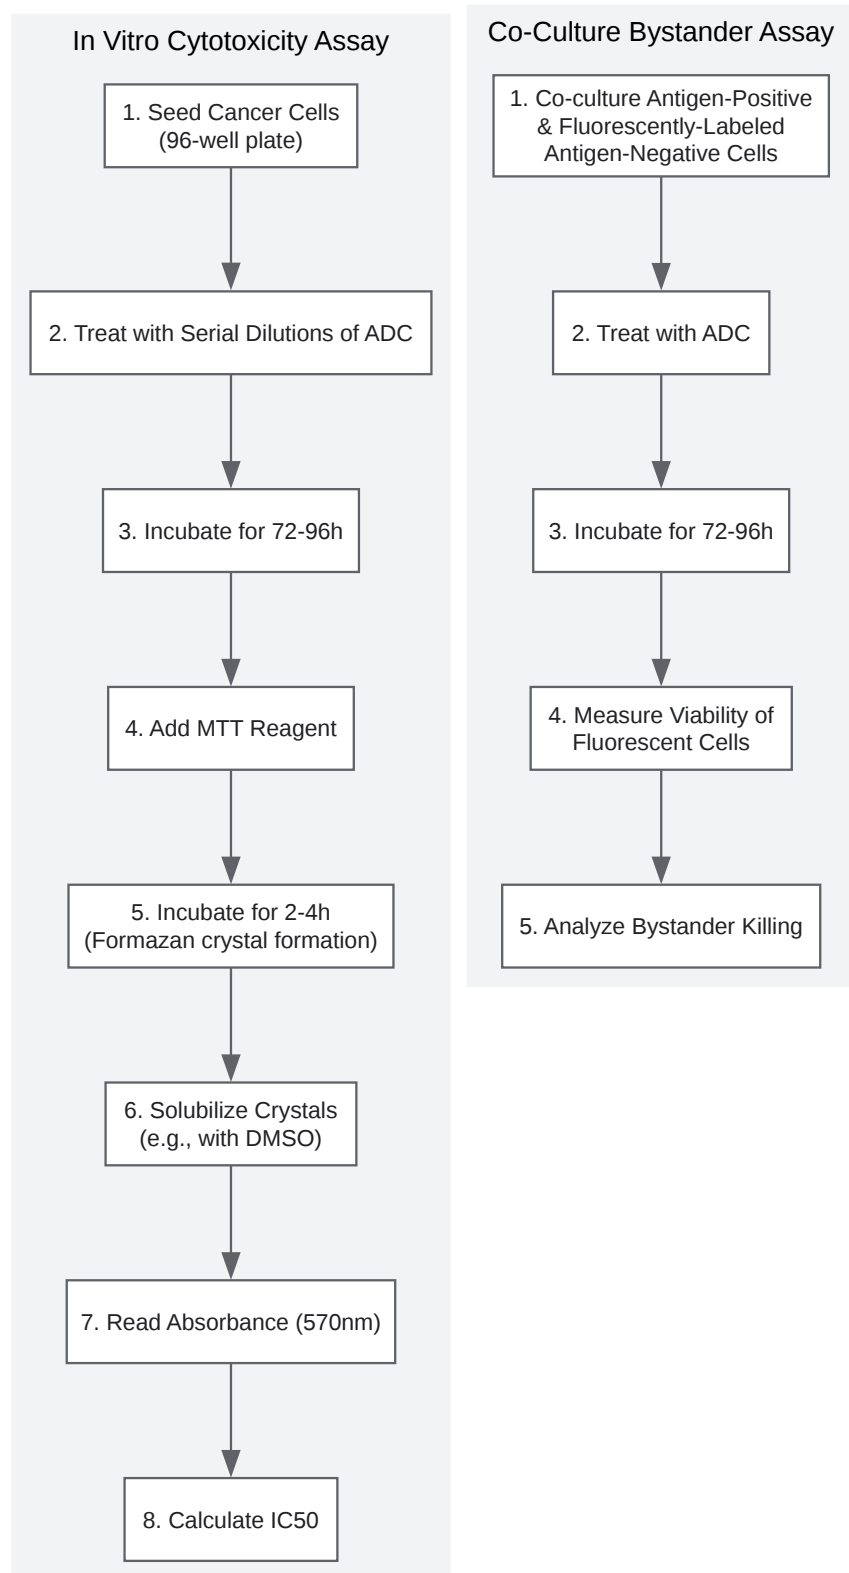 In Vitro Cytotoxicity Assay
1. Seed Cancer Cells
(96-well plate)
2. Treat with Serial Dilutions of ADC
3. Incubate for 72-96h
4. Add MTT Reagent
5. Incubate for 2-4h
(Formazan crystal formation)
6. Solubilize Crystals
(e.g., with DMSO)
7. Read Absorbance (570nm)
8. Calculate IC50
Co-Culture Bystander Assay
1. Co-culture Antigen-Positive
& Fluorescently-Labeled
Antigen-Negative Cells
2. Treat with ADC
3. Incubate for 72-96h
4. Measure Viability of
Fluorescent Cells
5. Analyze Bystander Killing